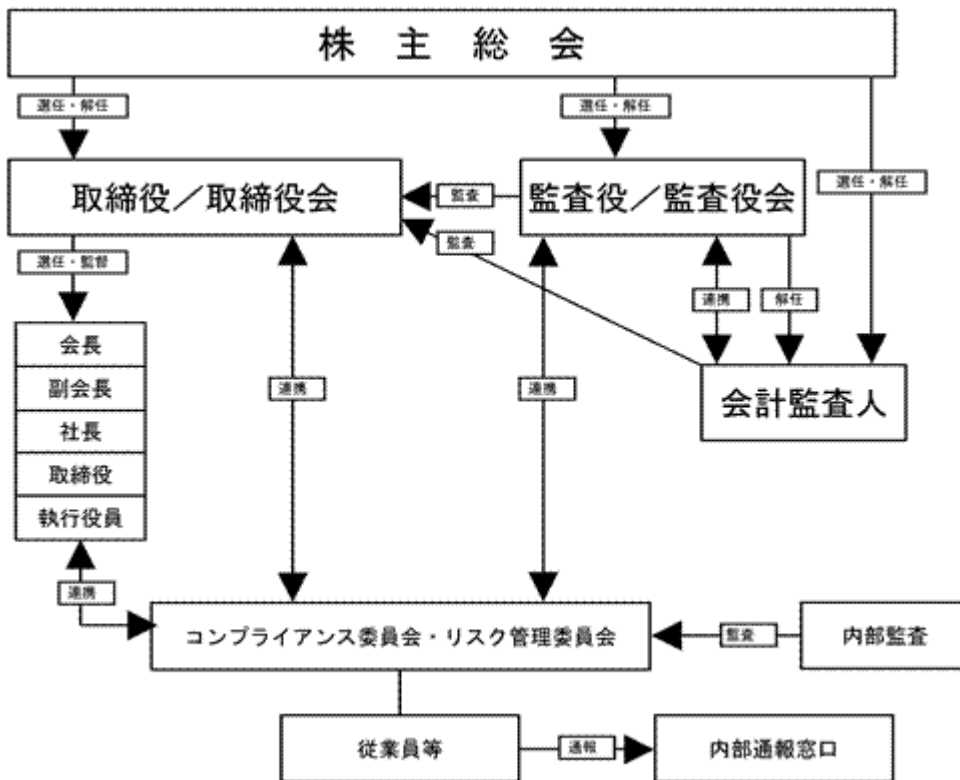 株主総会
選任・解任
選任・解任
選任・解任
取締役／取締役会
監査
監査役／監査役会
監査
選任・監督
連携
解任
会長
副会長
社長
取締役
執行役員
連携
連携
会計監査人
連携
コンプライアンス委員会・リスク管理委員会
監査
内部監査
従業員等
通報
内部通報窓口